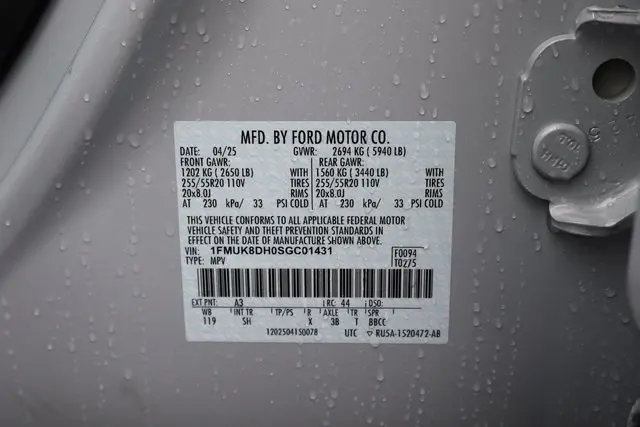 MFD. BY FORD MOTOR CO.
DATE: 04/25 GVWR: 2694 KG ( 5940 LB)
FRONT GAWR: REAR GAWR:
1202 KG ( 2650 LB) WITH 1560 KG ( 3440 LB) WITH
255/55R20 110V TIRES 255/55R20 110V TIRES
20x8.0J RIMS 20x8.0J RIMS
AT 230 kPa/ 33 PSI COLD AT 230 kPa/ 33 PSI COLD
THIS VEHICLE CONFORMS TO ALL APPLICABLE FEDERAL MOTOR
VEHICLE SAFETY AND THEFT PREVENTION STANDARDS IN
EFFECT ON THE DATE OF MANUFACTURE SHOWN ABOVE.
VIN: 1FMUK8DH0SGC01431 F0094
TYPE: MPV T0275
EXT PNT: A3 RC: 44 DSO:
WB INT TR TP/PS R AXLE TR SPR
119 SH X 3B T BBCC
120250415007B UTC ▽ RU5A-1520472-AB